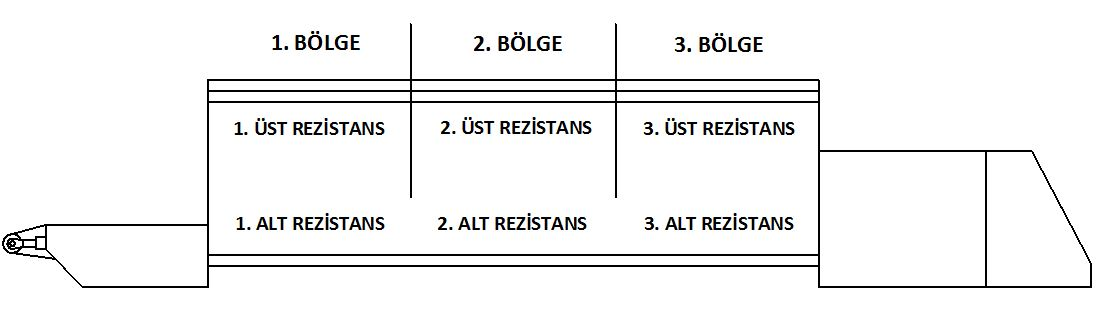 1. BÖLGE
2. BÖLGE
3. BÖLGE
1. ÜST REZİSTANS
2. ÜST REZİSTANS
3. ÜST REZİSTANS
1. ALT REZİSTANS
2. ALT REZİSTANS
3. ALT REZİSTANS